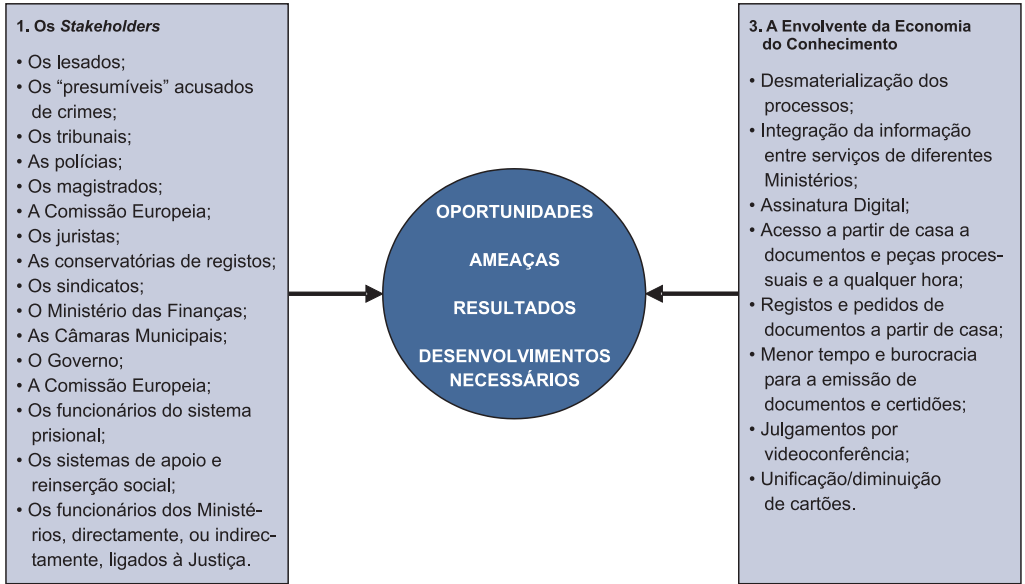 1. Os Stakeholders
• Os lesados;
• Os “presumíveis” acusados
de crimes;
• Os tribunais;
• As polícias;
• Os magistrados;
• A Comissão Europeia;
• Os juristas;
• As conservatórias de registos;
• Os sindicatos;
• O Ministério das Finanças;
• As Câmaras Municipais;
• O Governo;
• A Comissão Europeia;
• Os funcionários do sistema
prisional;
• Os sistemas de apoio e
reinserção social;
• Os funcionários dos Ministé-
rios, directamente, ou indirec-
tamente, ligados à Justiça.
OPORTUNIDADES
AMEAÇAS
RESULTADOS
DESENVOLVIMENTOS
NECESSÁRIOS
3. A Envolvente da Economia
do Conhecimento
• Desmaterialização dos
processos;
• Integração da informação
entre serviços de diferentes
Ministérios;
• Assinatura Digital;
• Acesso a partir de casa a
documentos e peças proces-
suais e a qualquer hora;
• Registos e pedidos de
documentos a partir de casa;
• Menor tempo e burocracia
para a emissão de
documentos e certidões;
• Julgamentos por
videoconferência;
• Unificação/diminuição
de cartões.